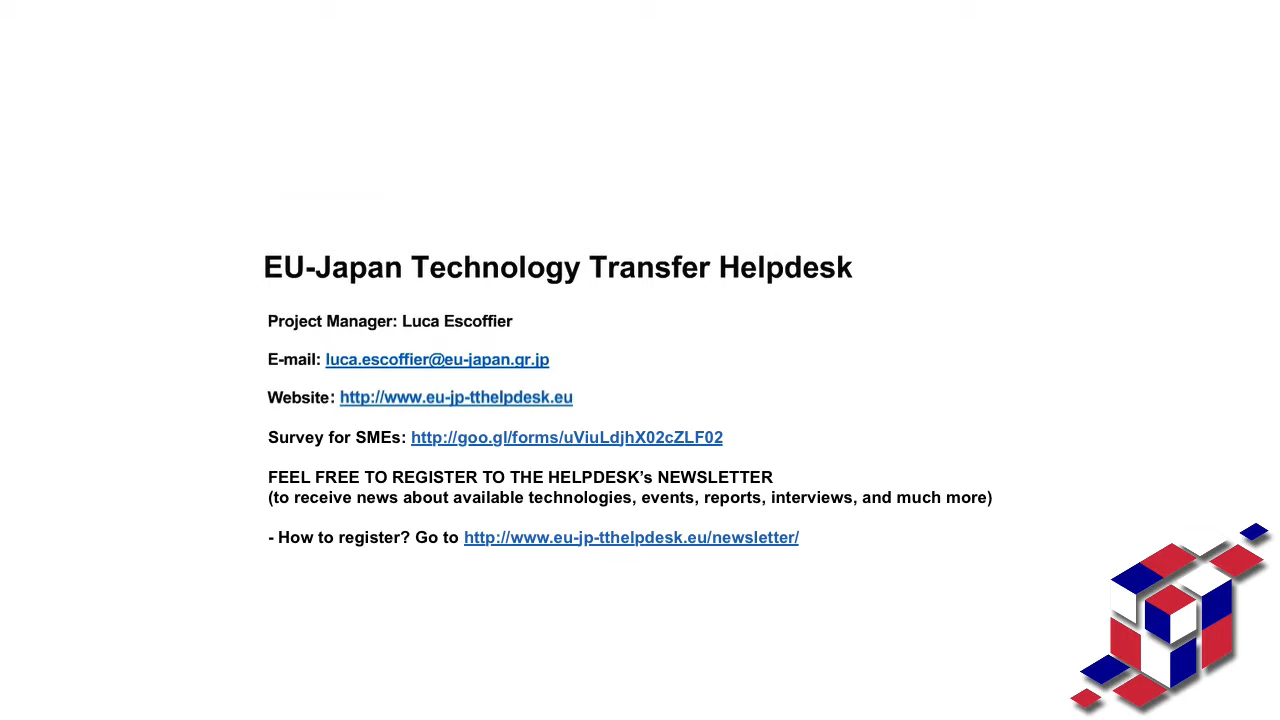 EU-Japan Technology Transfer Helpdesk
Project Manager: Luca Escoffier
E-mail: luca.escoffier@eu-japan.gr.jp
Website: http://www.eu-jp-tthelpdesk.eu
Survey for SMEs: http://goo.gl/forms/uViuLdjhX02cZLF02
FEEL FREE TO REGISTER TO THE HELPDESK’s NEWSLETTER
(to receive news about available technologies, events, reports, interviews, and much more)
- How to register? Go to http://www.eu-jp-tthelpdesk.eu/newsletter/